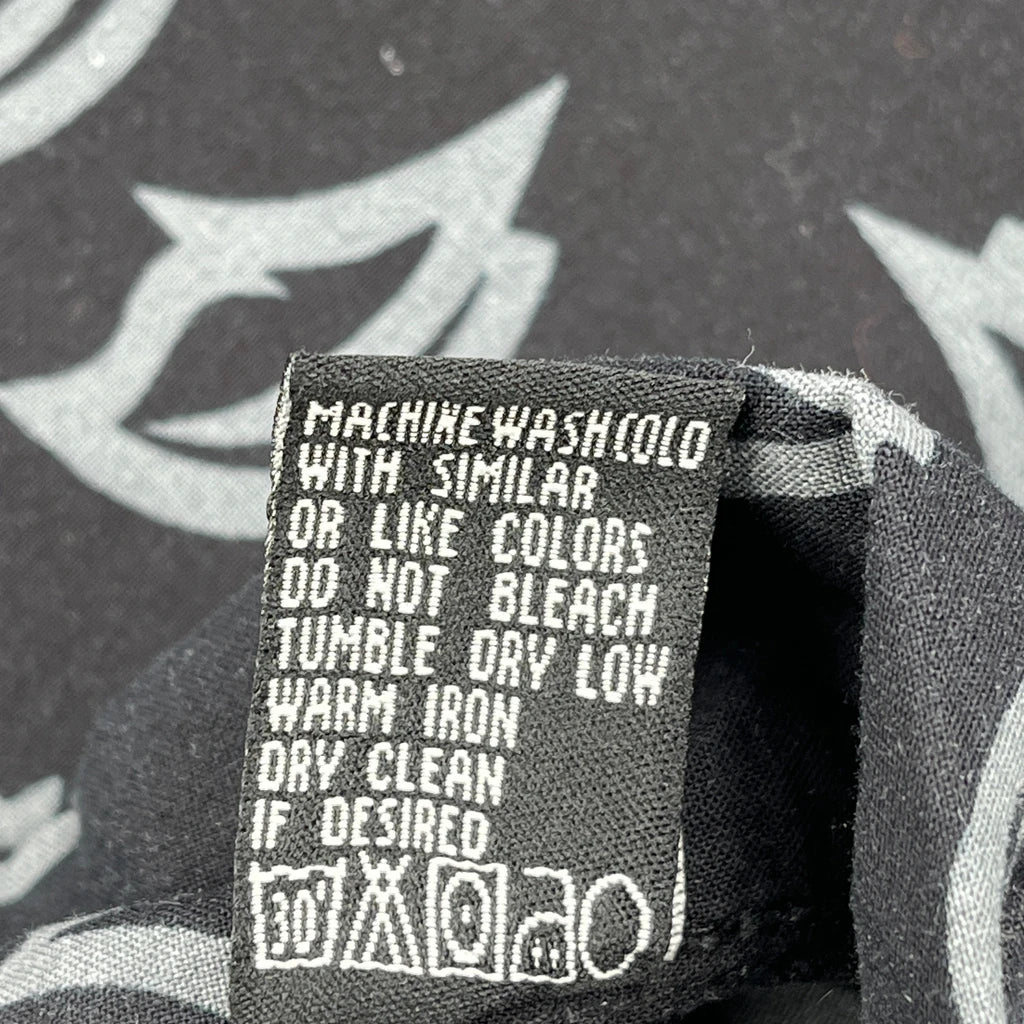 MACHINE WASH COLD
WITH SIMILAR
OR LIKE COLORS
DO NOT BLEACH
TUMBLE DRY LOW
WARM IRON
DRY CLEAN
IF DESIRED
30°